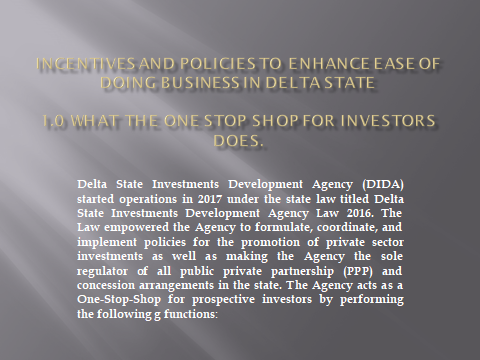 INCENTIVES AND POLICIES TO ENHANCE EASE OF
DOING BUSINESS IN DELTA STATE
1.0 WHAT THE ONE STOP SHOP FOR INVESTORS
DOES.
Delta State Investments Development Agency (DIDA)
started operations in 2017 under the state law titled Delta
State Investments Development Agency Law 2016. The
Law empowered the Agency to formulate, coordinate, and
implement policies for the promotion of private sector
investments as well as making the Agency the sole
regulator of all public private partnership (PPP) and
concession arrangements in the state. The Agency acts as a
One-Stop-Shop for prospective investors by performing
the following g functions: